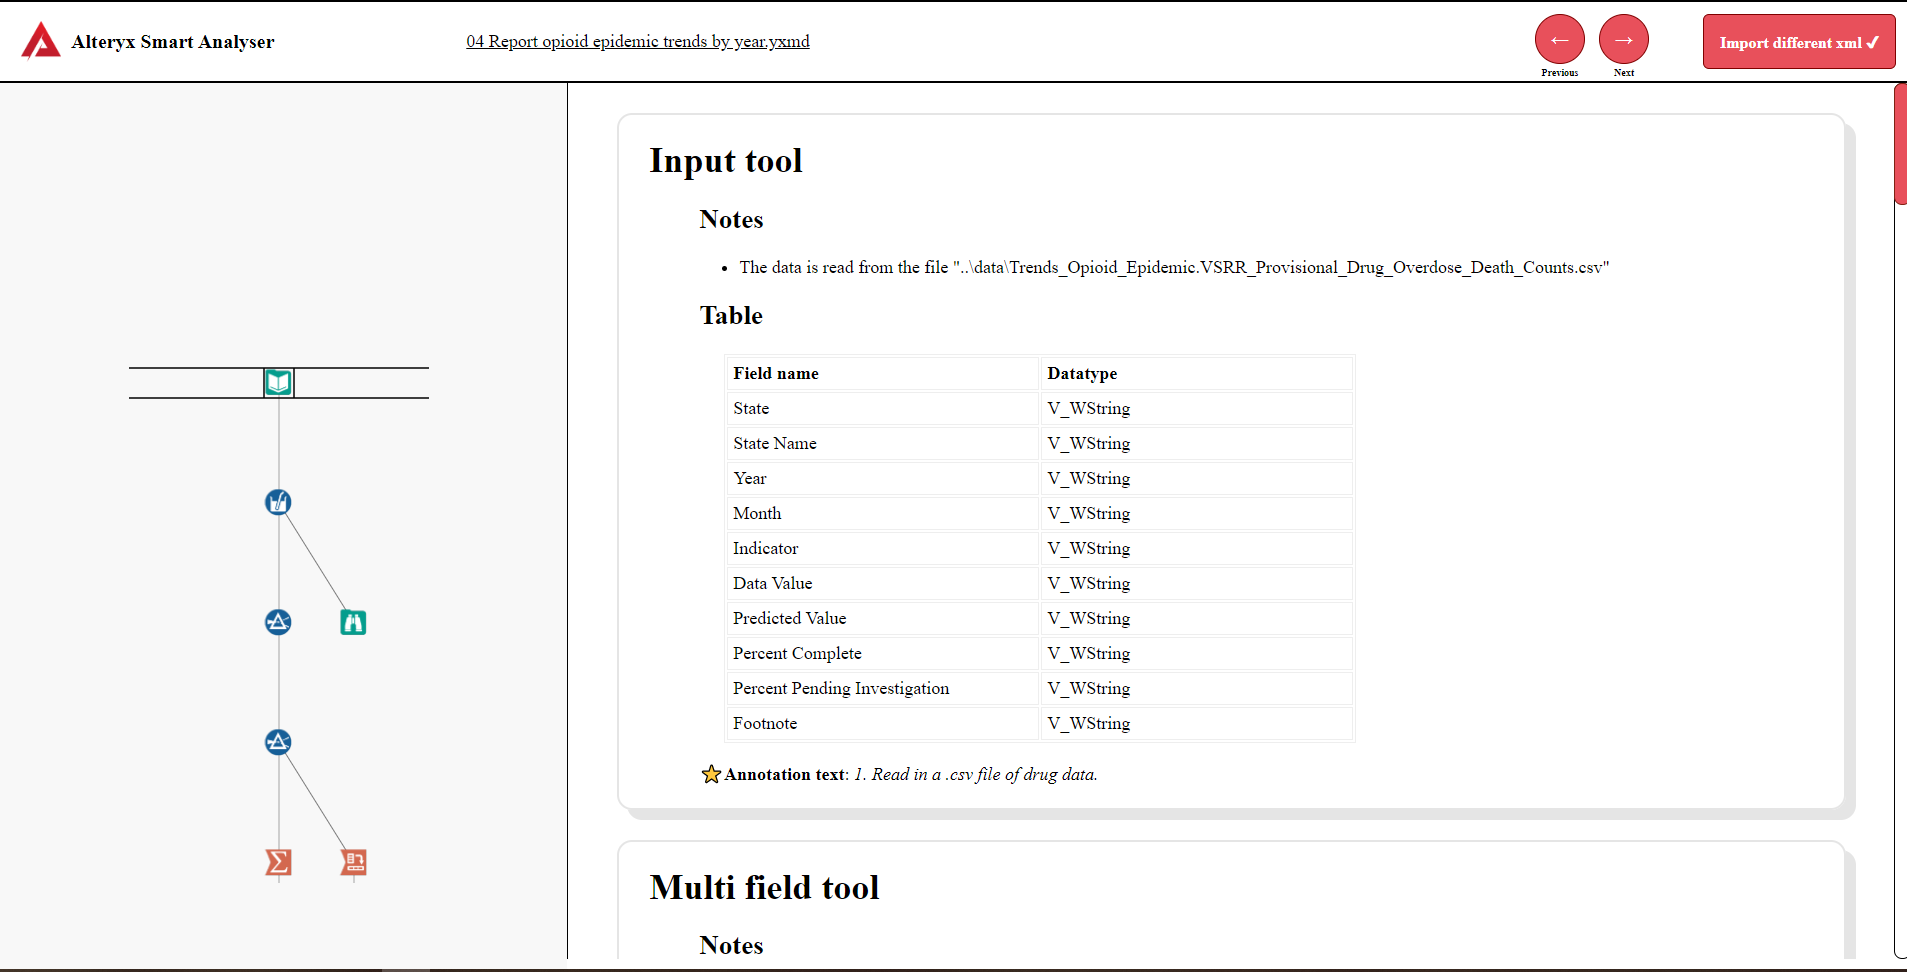 Alteryx Smart Analyser
04 Report opioid epidemic trends by year.yxmd
←
Previous
→
Next
Import different xml ✔
Input tool
Notes
• The data is read from the file "..\data\Trends_Opioid_Epidemic.VSRR_Provisional_Drug_Overdose_Death_Counts.csv"
Table
Field name Datatype
State V_WString
State Name V_WString
Year V_WString
Month V_WString
Indicator V_WString
Data Value V_WString
Predicted Value V_WString
Percent Complete V_WString
Percent Pending Investigation V_WString
Footnote V_WString
⭐ Annotation text: 1. Read in a .csv file of drug data.
Multi field tool
Notes